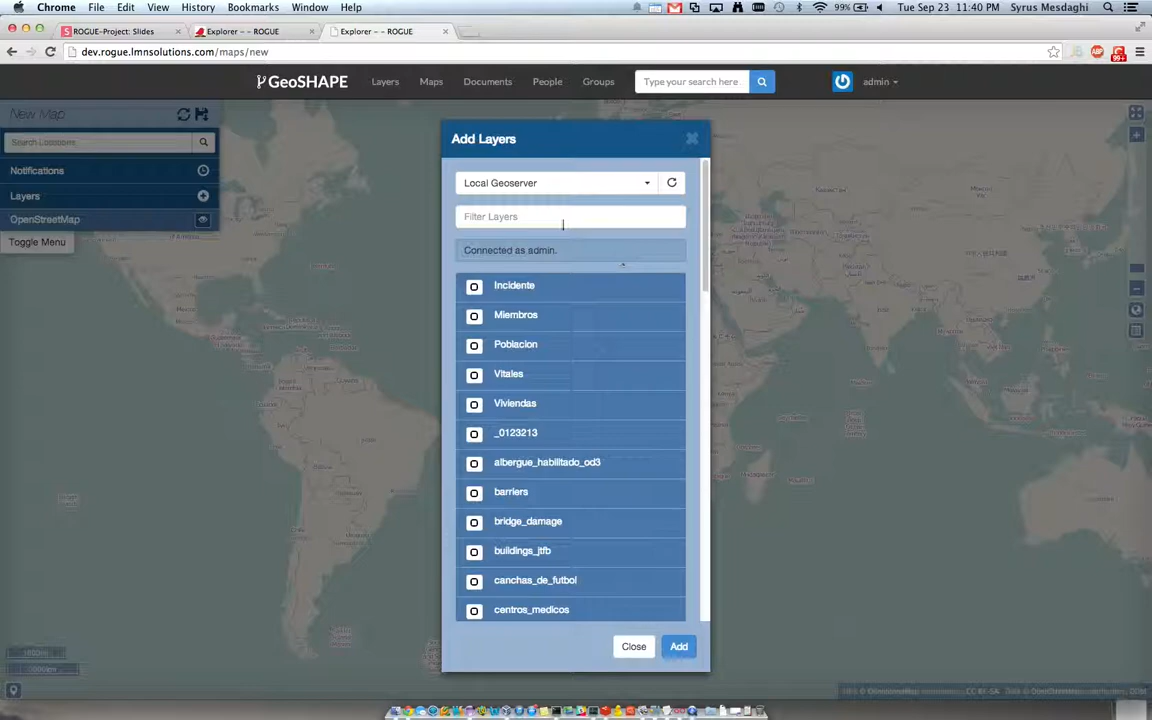 Chrome File Edit View History Bookmarks Window Help 99% Tue Sep 23 11:40 PM Syrus Mesdaghi
ROGUE-Project: Slides
Explorer -- ROGUE
Explorer -- ROGUE
dev.rogue.lmnsolutions.com/maps/new
ABP
99+
GeoSHAPE Layers Maps Documents People Groups Type your search here. admin
New Map
Search Locations
Notifications
Layers
OpenStreetMap
Toggle Menu
Add Layers
Local Geoserver
Filter Layers
Connected as admin.
Incidente
Miembros
Poblacion
Vitales
Viviendas
_0123213
albergue_habilitado_od3
barriers
bridge_damage
buildings_jtfb
canchas_de_futbol
centros_medicos
Close Add